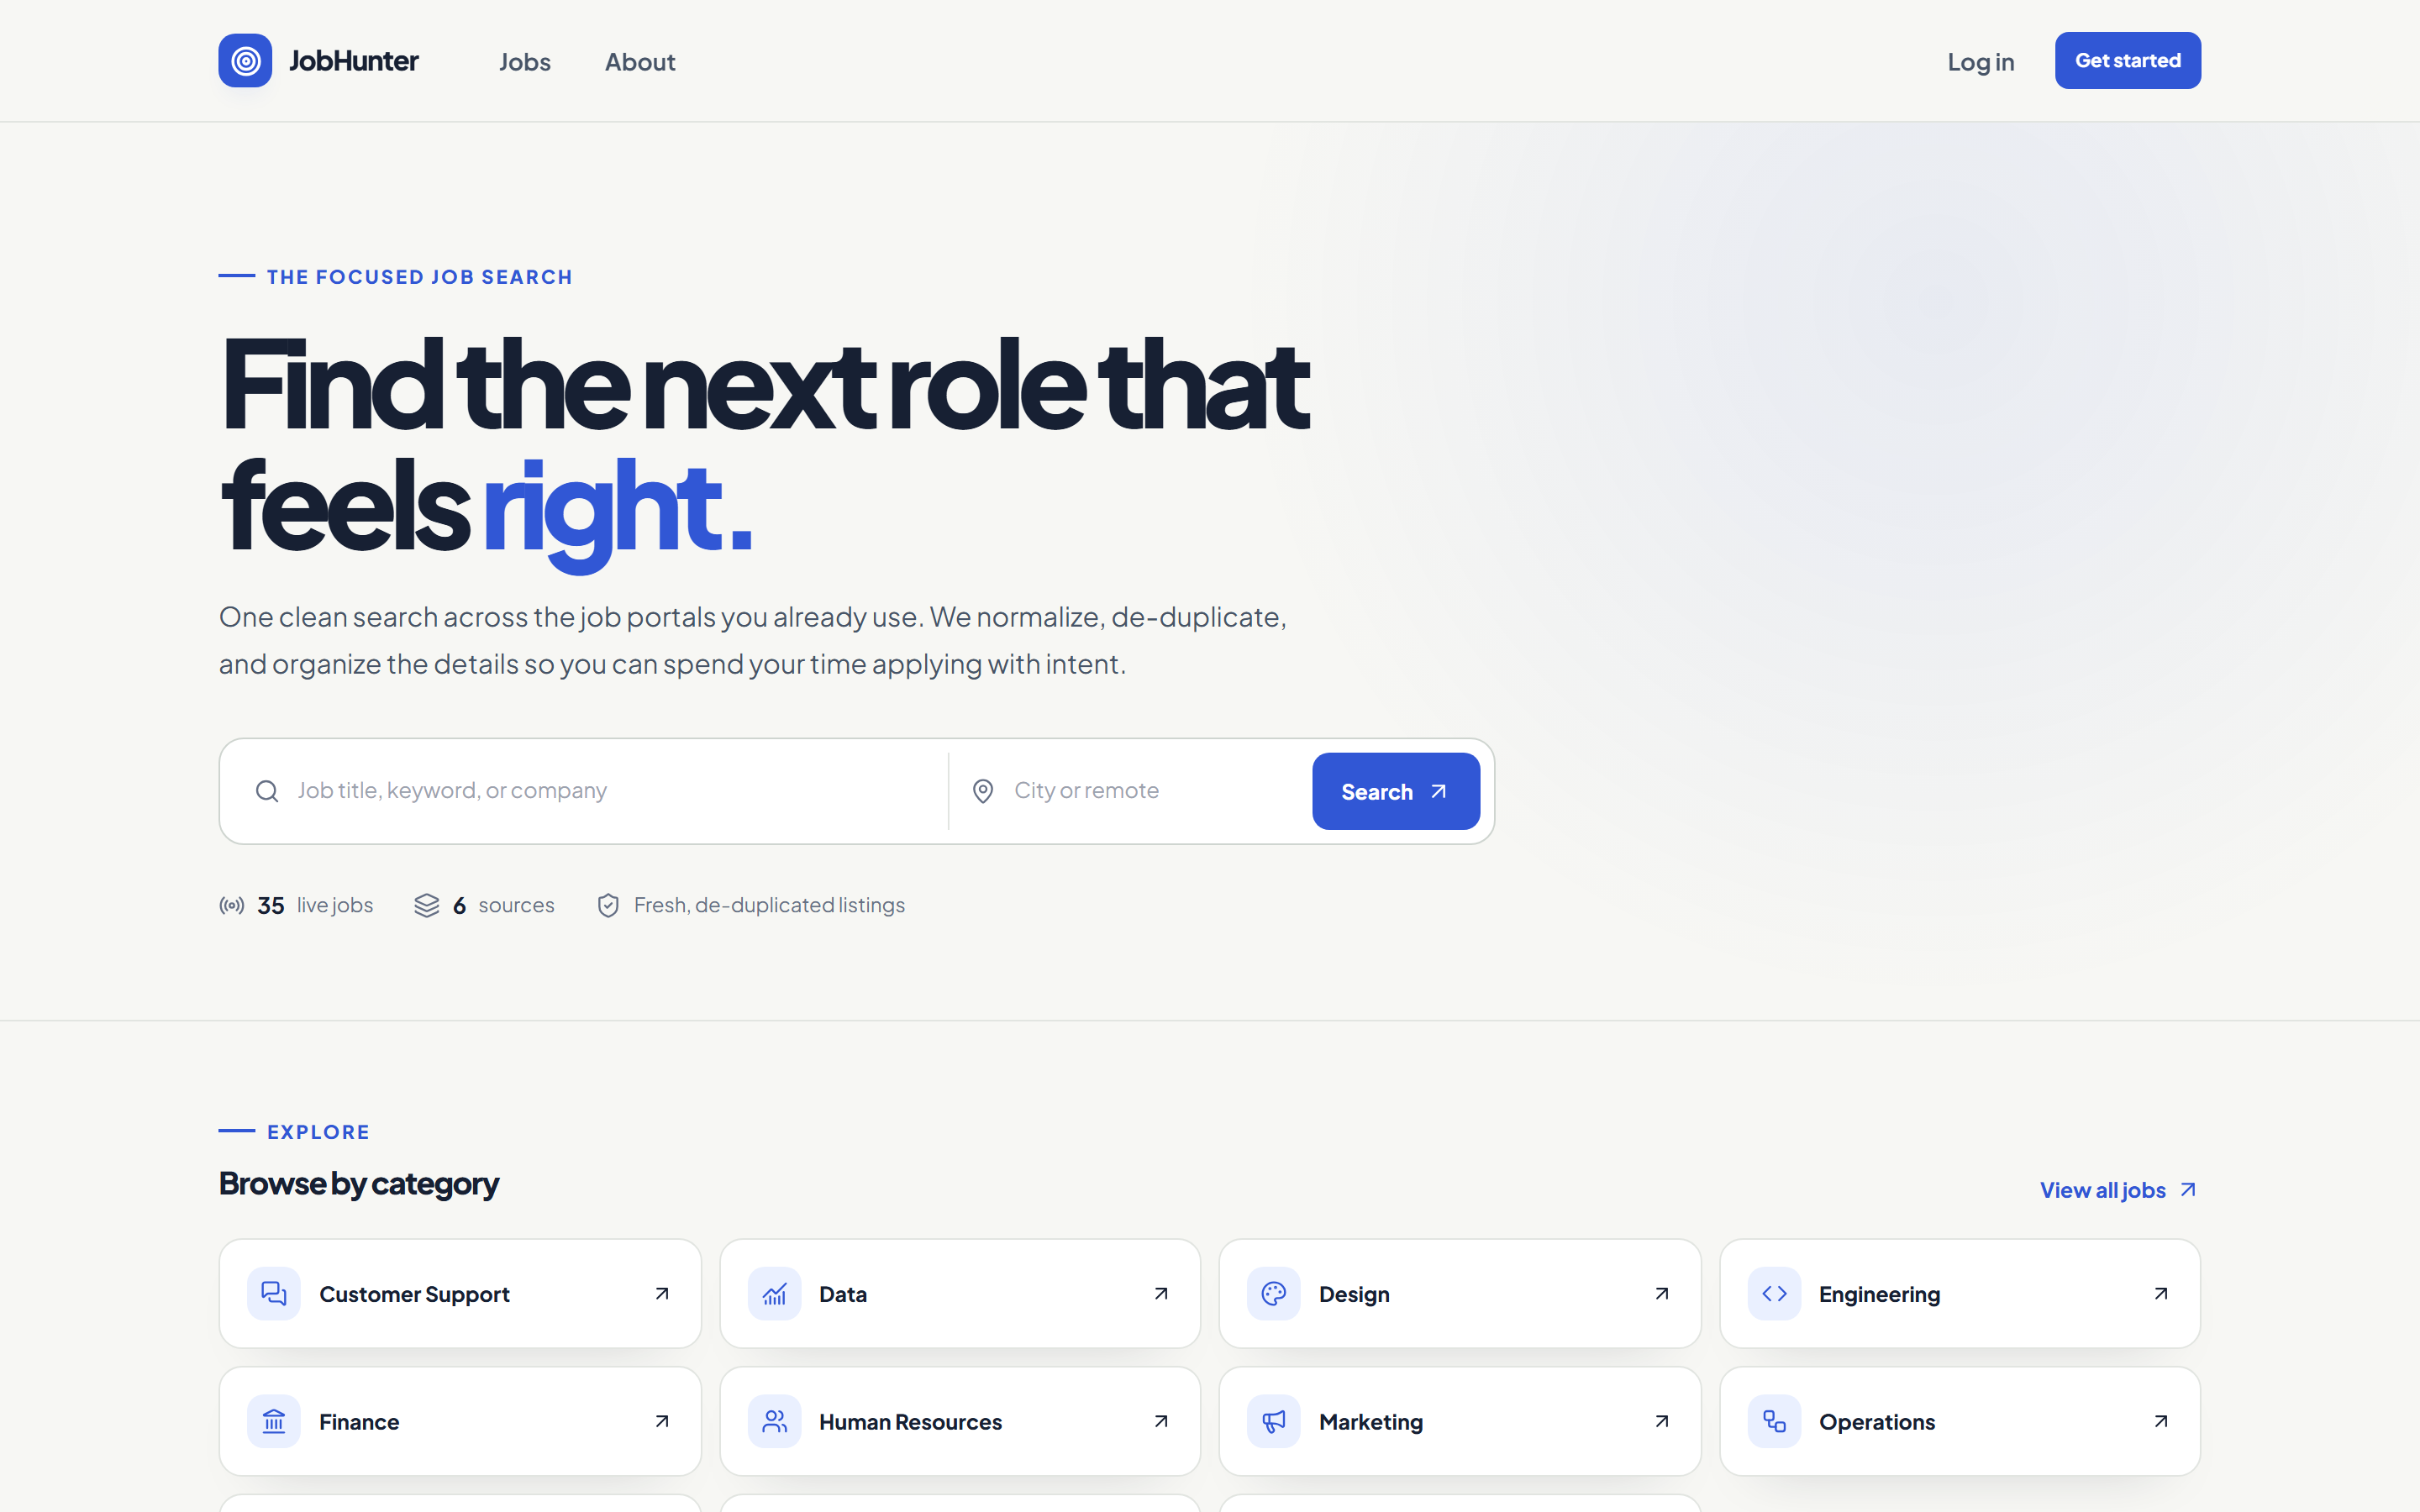 JobHunter
Jobs
About
Log in
Get started
THE FOCUSED JOB SEARCH
Find the next role that
feels right.
One clean search across the job portals you already use. We normalize, de-duplicate,
and organize the details so you can spend your time applying with intent.
Job title, keyword, or company
City or remote
Search
35 live jobs
6 sources
Fresh, de-duplicated listings
EXPLORE
Browse by category
View all jobs
Customer Support
Data
Design
Engineering
Finance
Human Resources
Marketing
Operations